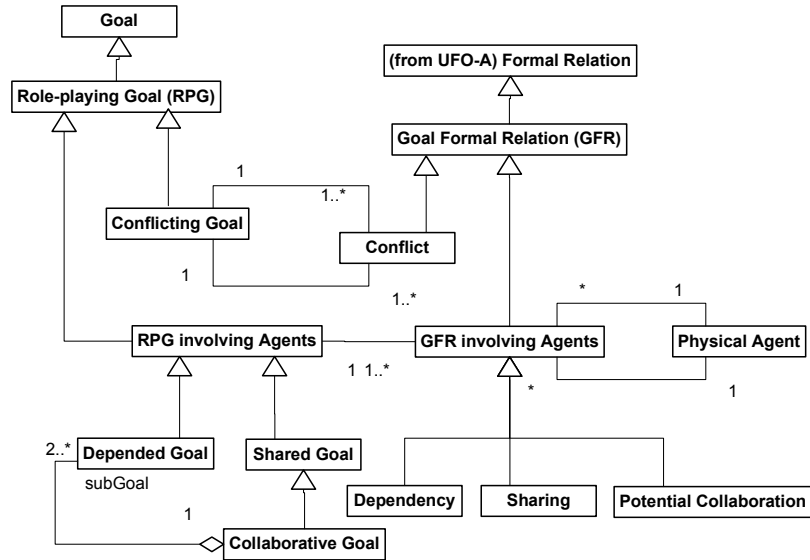 Goal
(from UFO-A) Formal Relation
Role-playing Goal (RPG)
Goal Formal Relation (GFR)
1
1..*
Conflicting Goal
Conflict
1
1..*
*
1
RPG involving Agents
GFR involving Agents
Physical Agent
1 1..*
*
1
2..*
Depended Goal
Shared Goal
subGoal
Dependency
Sharing
Potential Collaboration
1
Collaborative Goal